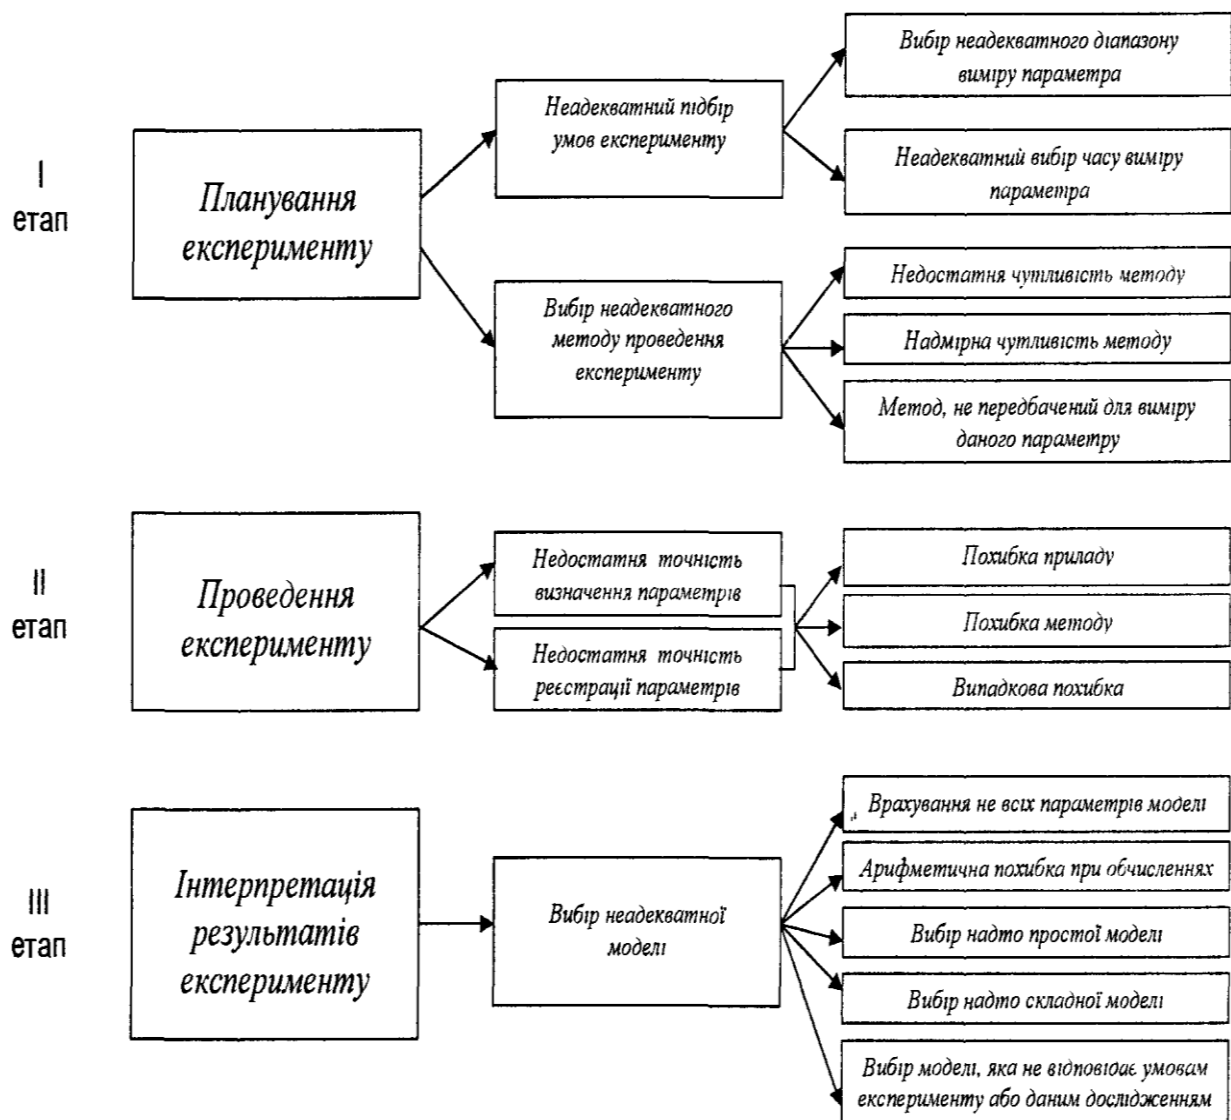 I
етап
Планування
експерименту
Неадекватний підбір
умов експерименту
Вибір неадекватного діапазону
виміру параметра
Неадекватний вибір часу виміру
параметра
Вибір неадекватного
методу проведення
експерименту
Недостатня чутливість методу
Надмірна чутливість методу
Метод, не передбачений для виміру
даного параметру
II
етап
Проведення
експерименту
Недостатня точність
визначення параметрів
Недостатня точність
реєстрації параметрів
Похибка приладу
Похибка методу
Випадкова похибка
III
етап
Інтерпретація
результатів
експерименту
Вибір неадекватної
моделі
Врахування не всіх параметрів моделі
Арифметична похибка при обчисленнях
Вибір надто простої моделі
Вибір надто складної моделі
Вибір моделі, яка не відповідає умовам
експерименту або даним дослідженням